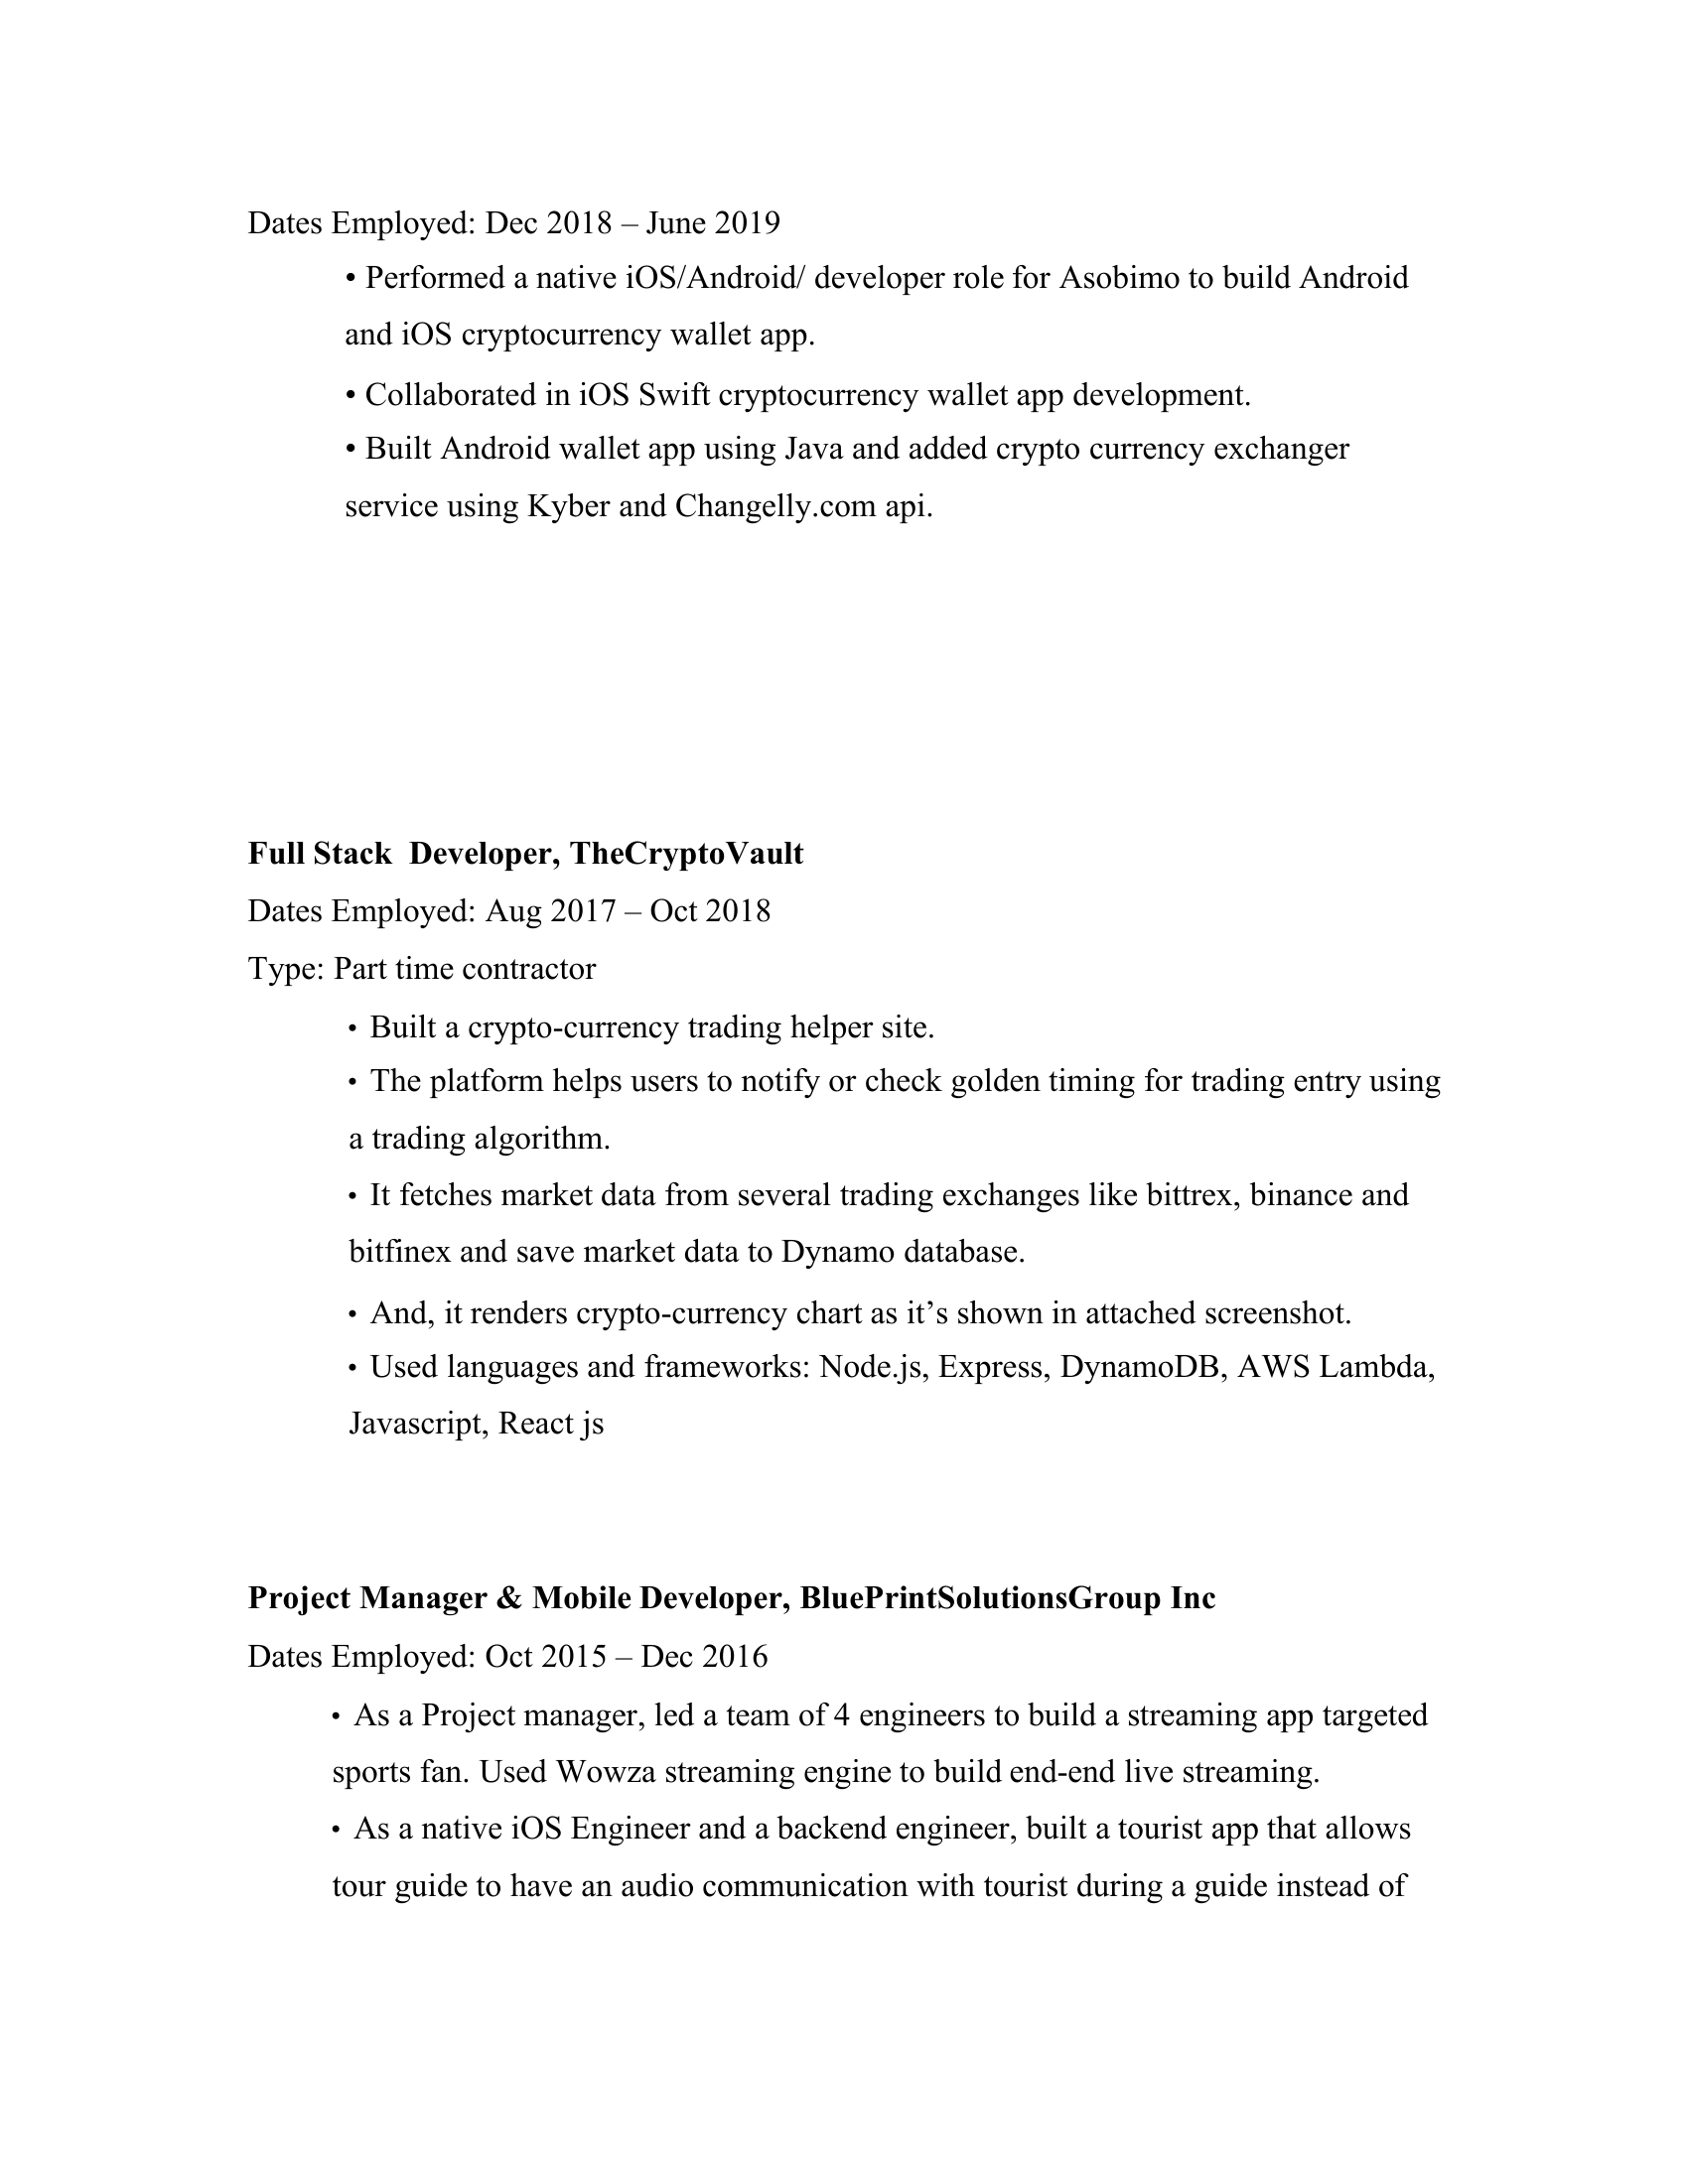 Dates Employed: Dec 2018 – June 2019
• Performed a native iOS/Android/ developer role for Asobimo to build Android
and iOS cryptocurrency wallet app.
• Collaborated in iOS Swift cryptocurrency wallet app development.
• Built Android wallet app using Java and added crypto currency exchanger
service using Kyber and Changelly.com api.
Full Stack  Developer, TheCryptoVault
Dates Employed: Aug 2017 – Oct 2018
Type: Part time contractor
• Built a crypto-currency trading helper site.
• The platform helps users to notify or check golden timing for trading entry using
a trading algorithm.
• It fetches market data from several trading exchanges like bittrex, binance and
bitfinex and save market data to Dynamo database.
• And, it renders crypto-currency chart as it’s shown in attached screenshot.
• Used languages and frameworks: Node.js, Express, DynamoDB, AWS Lambda,
Javascript, React js
Project Manager & Mobile Developer, BluePrintSolutionsGroup Inc
Dates Employed: Oct 2015 – Dec 2016
• As a Project manager, led a team of 4 engineers to build a streaming app targeted
sports fan. Used Wowza streaming engine to build end-end live streaming.
• As a native iOS Engineer and a backend engineer, built a tourist app that allows
tour guide to have an audio communication with tourist during a guide instead of